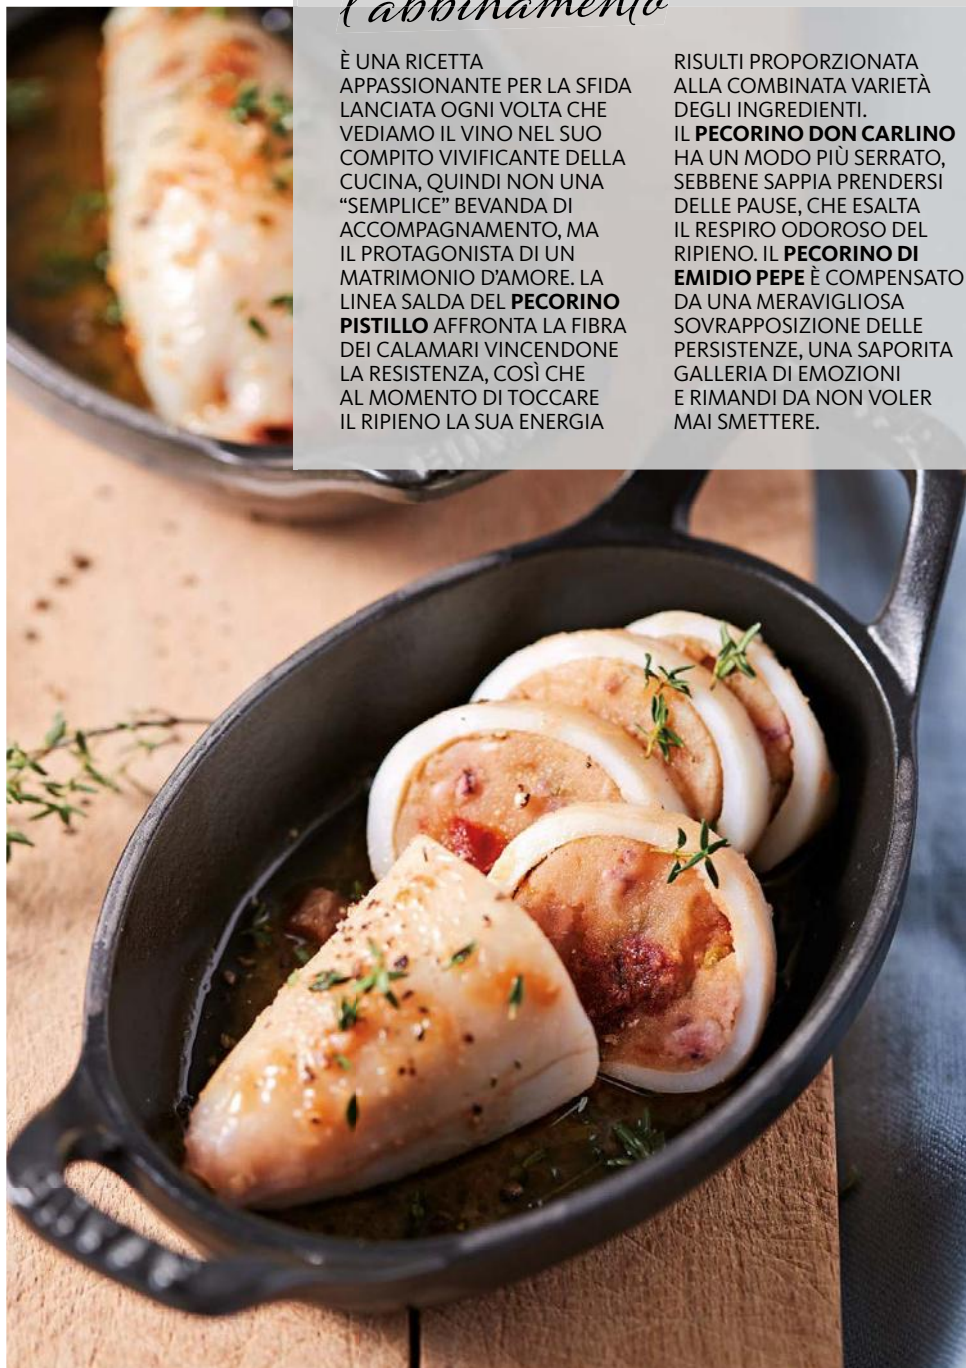 l'abbinamento
È UNA RICETTA
APPASSIONANTE PER LA SFIDA
LANCIATA OGNI VOLTA CHE
VEDIAMO IL VINO NEL SUO
COMPITO VIVIFICANTE DELLA
CUCINA, QUINDI NON UNA
“SEMPLICE” BEVANDA DI
ACCOMPAGNAMENTO, MA
IL PROTAGONISTA DI UN
MATRIMONIO D’AMORE. LA
LINEA SALDA DEL PECORINO
PISTILLO AFFRONTA LA FIBRA
DEI CALAMARI VINCENDONE
LA RESISTENZA, COSÌ CHE
AL MOMENTO DI TOCCARE
IL RIPIENO LA SUA ENERGIA
RISULTI PROPORZIONATA
ALLA COMBINATA VARIETÀ
DEGLI INGREDIENTI.
IL PECORINO DON CARLINO
HA UN MODO PIÙ SERRATO,
SEBBENE SAPPIA PRENDERSI
DELLE PAUSE, CHE ESALTA
IL RESPIRO ODOROSO DEL
RIPIENO. IL PECORINO DI
EMIDIO PEPE È COMPENSATO
DA UNA MERAVIGLIOSA
SOVRAPPOSIZIONE DELLE
PERSISTENZE, UNA SAPORITA
GALLERIA DI EMOZIONI
E RIMANDI DA NON VOLER
MAI SMETTERE.